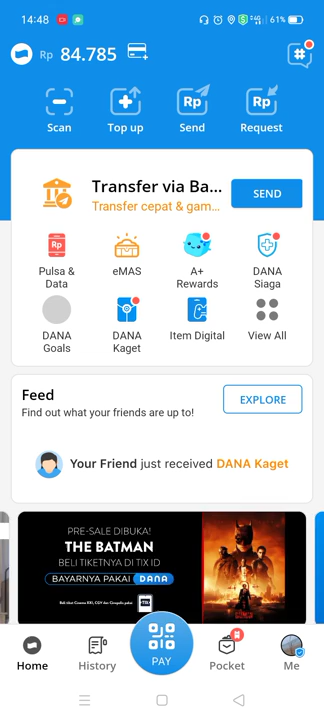 14:48
61%
Rp 84.785
Scan
Top up
Send
Request
Rp
Rp
Transfer via Ba...
Transfer cepat & gam...
SEND
Rp
Pulsa & Data
eMAS
A+ Rewards
DANA Siaga
DANA Goals
DANA Kaget
Item Digital
View All
Feed
Find out what your friends are up to!
EXPLORE
Your Friend just received DANA Kaget
PRE-SALE DIBUKA!
THE BATMAN
BELI TIKETNYA DI TIX ID
BAYARNYA PAKAI DANA
Home
History
PAY
Pocket
Me